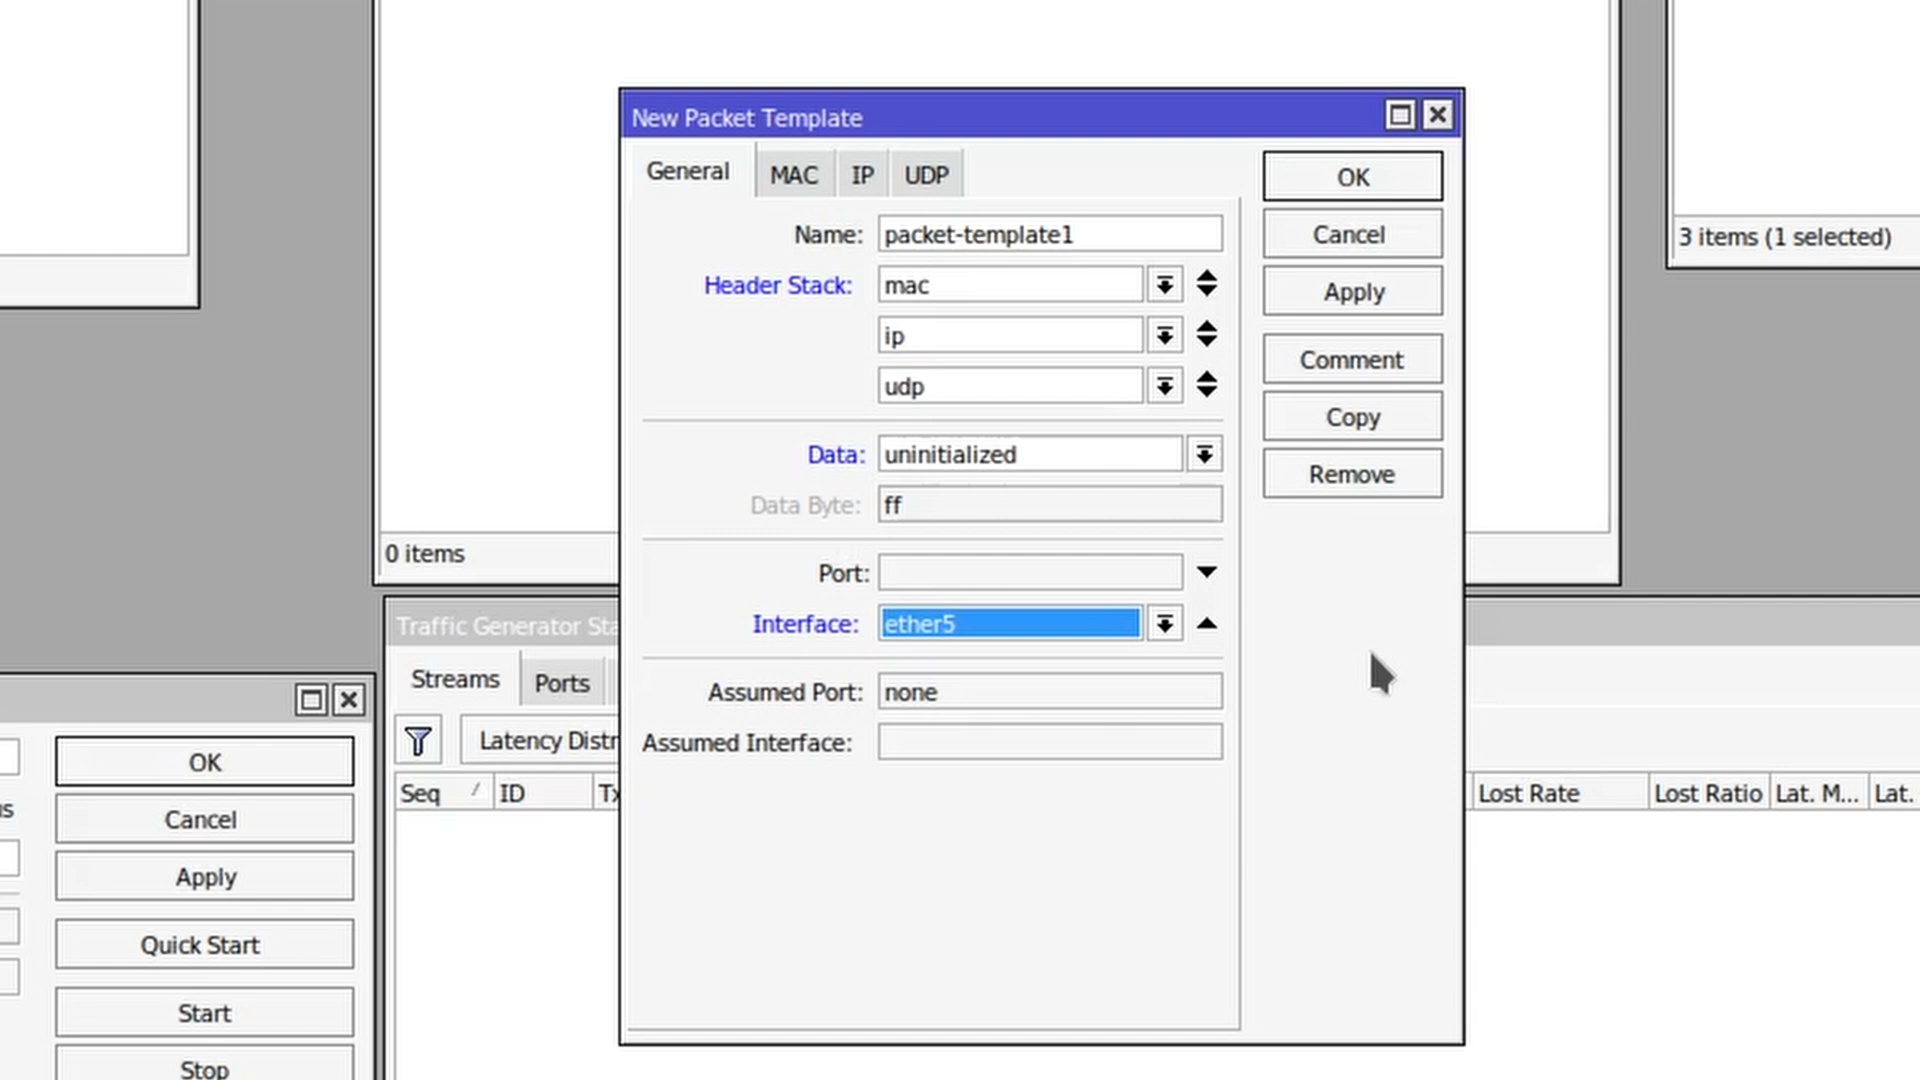 New Packet Template
General MAC IP UDP
Name: packet-template1
Header Stack: mac
ip
udp
Data: uninitialized
Data Byte: ff
Port:
Interface: ether5
Assumed Port: none
Assumed Interface:
OK
Cancel
Apply
Comment
Copy
Remove
3 items (1 selected)
0 items
Traffic Generator
Streams Ports
Latency
Seq ID Lost Rate Lost Ratio Lat. M... Lat.
OK
Cancel
Apply
Quick Start
Start
Stop